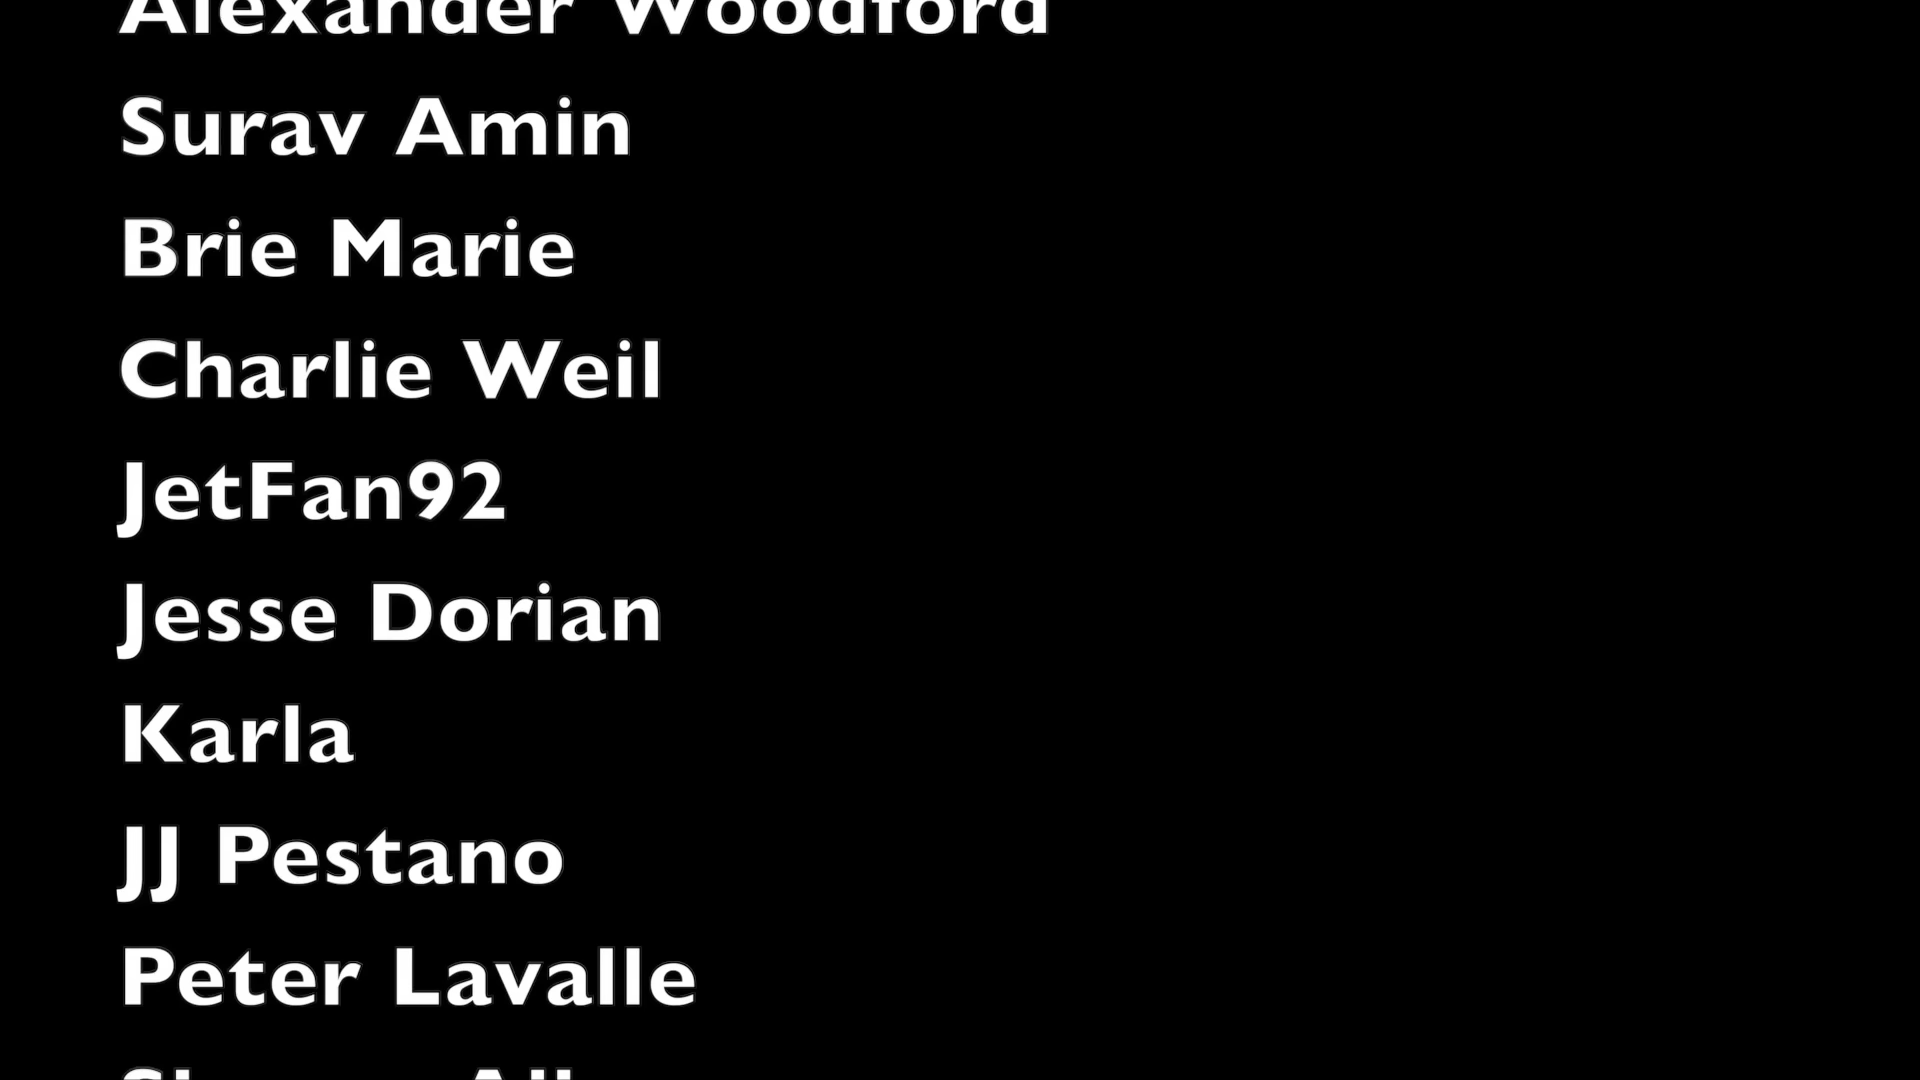 Alexander Woodford
Surav Amin
Brie Marie
Charlie Weil
JetFan92
Jesse Dorian
Karla
JJ Pestano
Peter Lavalle